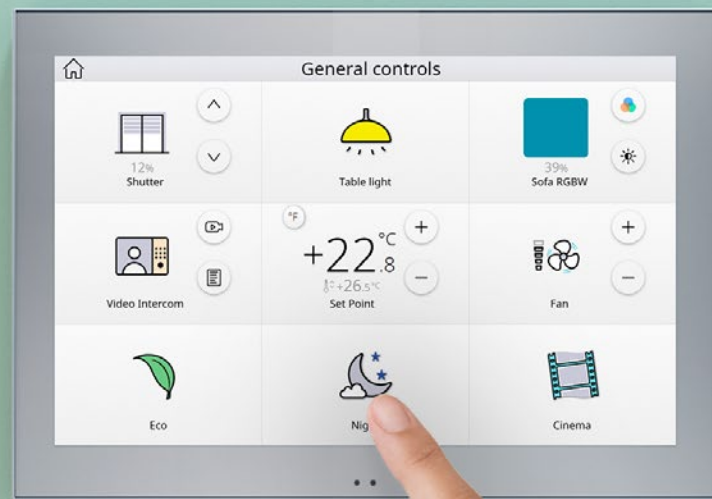 General controls
12%
Shutter
Table light
39%
Sofa RGBW
Video Intercom
°F
+22.8 °C
+26.5°C
Set Point
Fan
Eco
Cinema